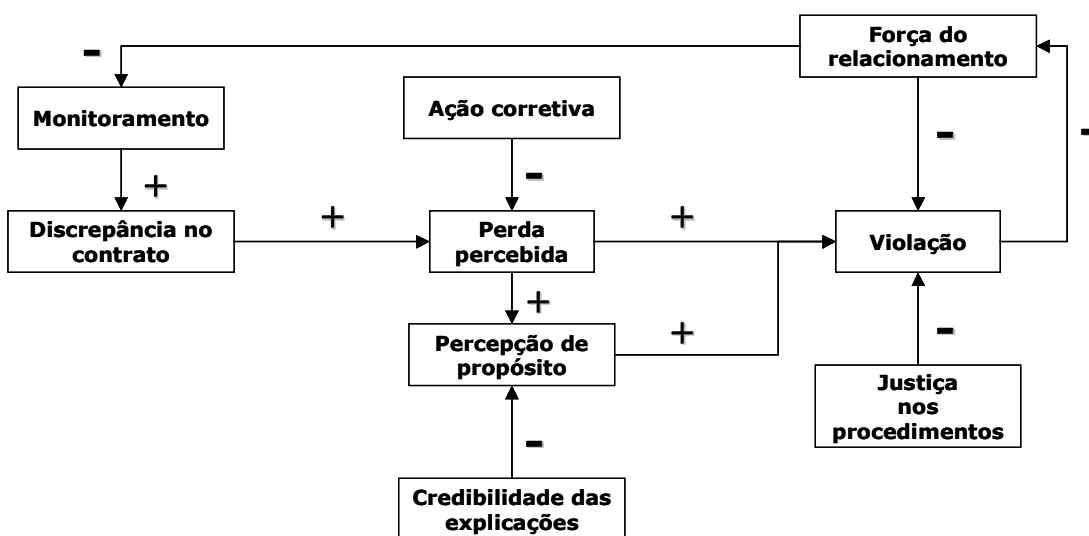 Força do
relacionamento
-
Monitoramento
Ação corretiva
-
-
-
+
Discrepância no
contrato
+
Perda
percebida
+
Violação
+
Percepção de
propósito
+
-
Justiça
nos
procedimentos
-
Credibilidade das
explicações